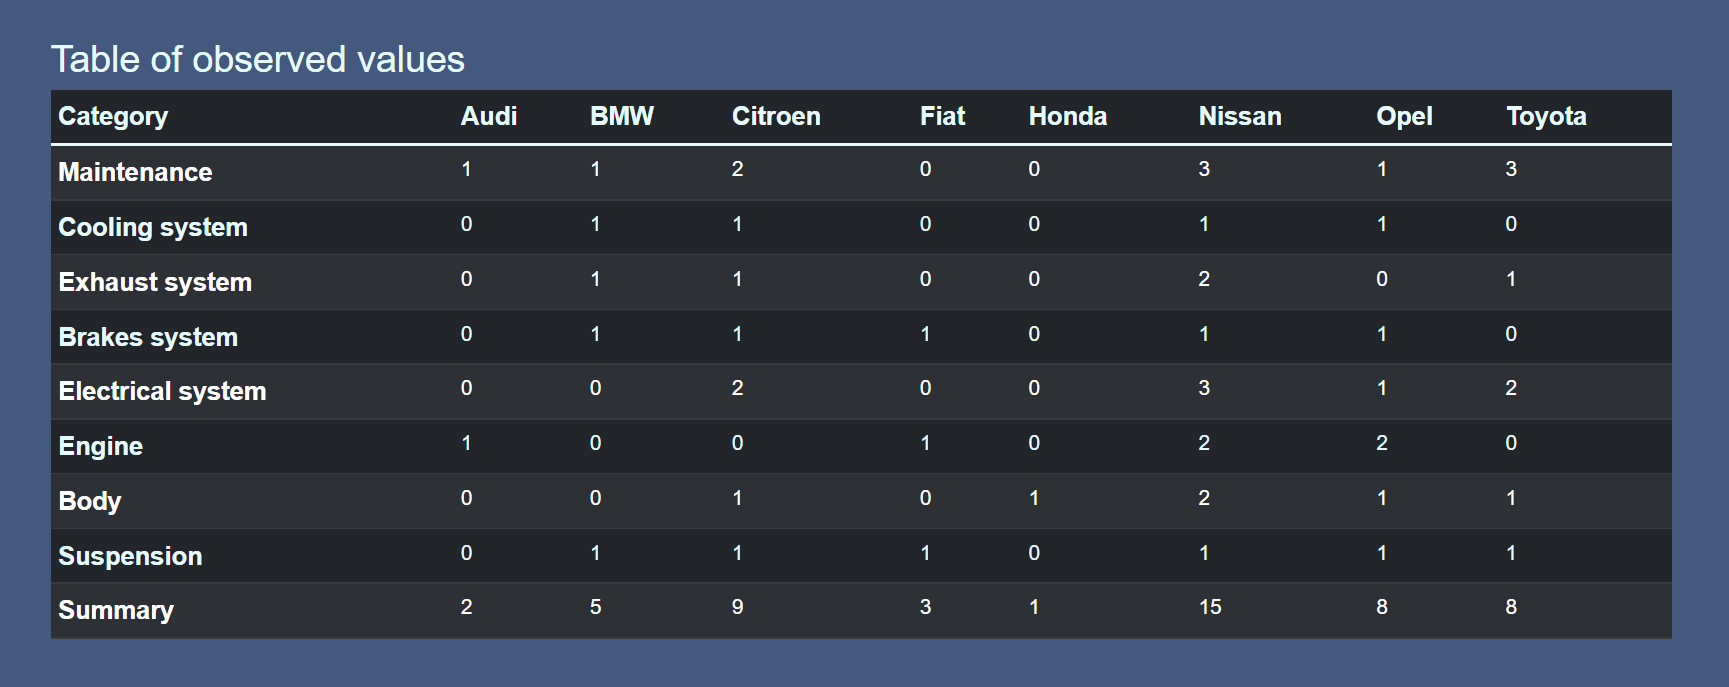 Table of observed values
Category Audi BMW Citroen Fiat Honda Nissan Opel Toyota
Maintenance 1 1 2 0 0 3 1 3
Cooling system 0 1 1 0 0 1 1 0
Exhaust system 0 1 1 0 0 2 0 1
Brakes system 0 1 1 1 0 1 1 0
Electrical system 0 0 2 0 0 3 1 2
Engine 1 0 0 1 0 2 2 0
Body 0 0 1 0 1 2 1 1
Suspension 0 1 1 1 0 1 1 1
Summary 2 5 9 3 1 15 8 8